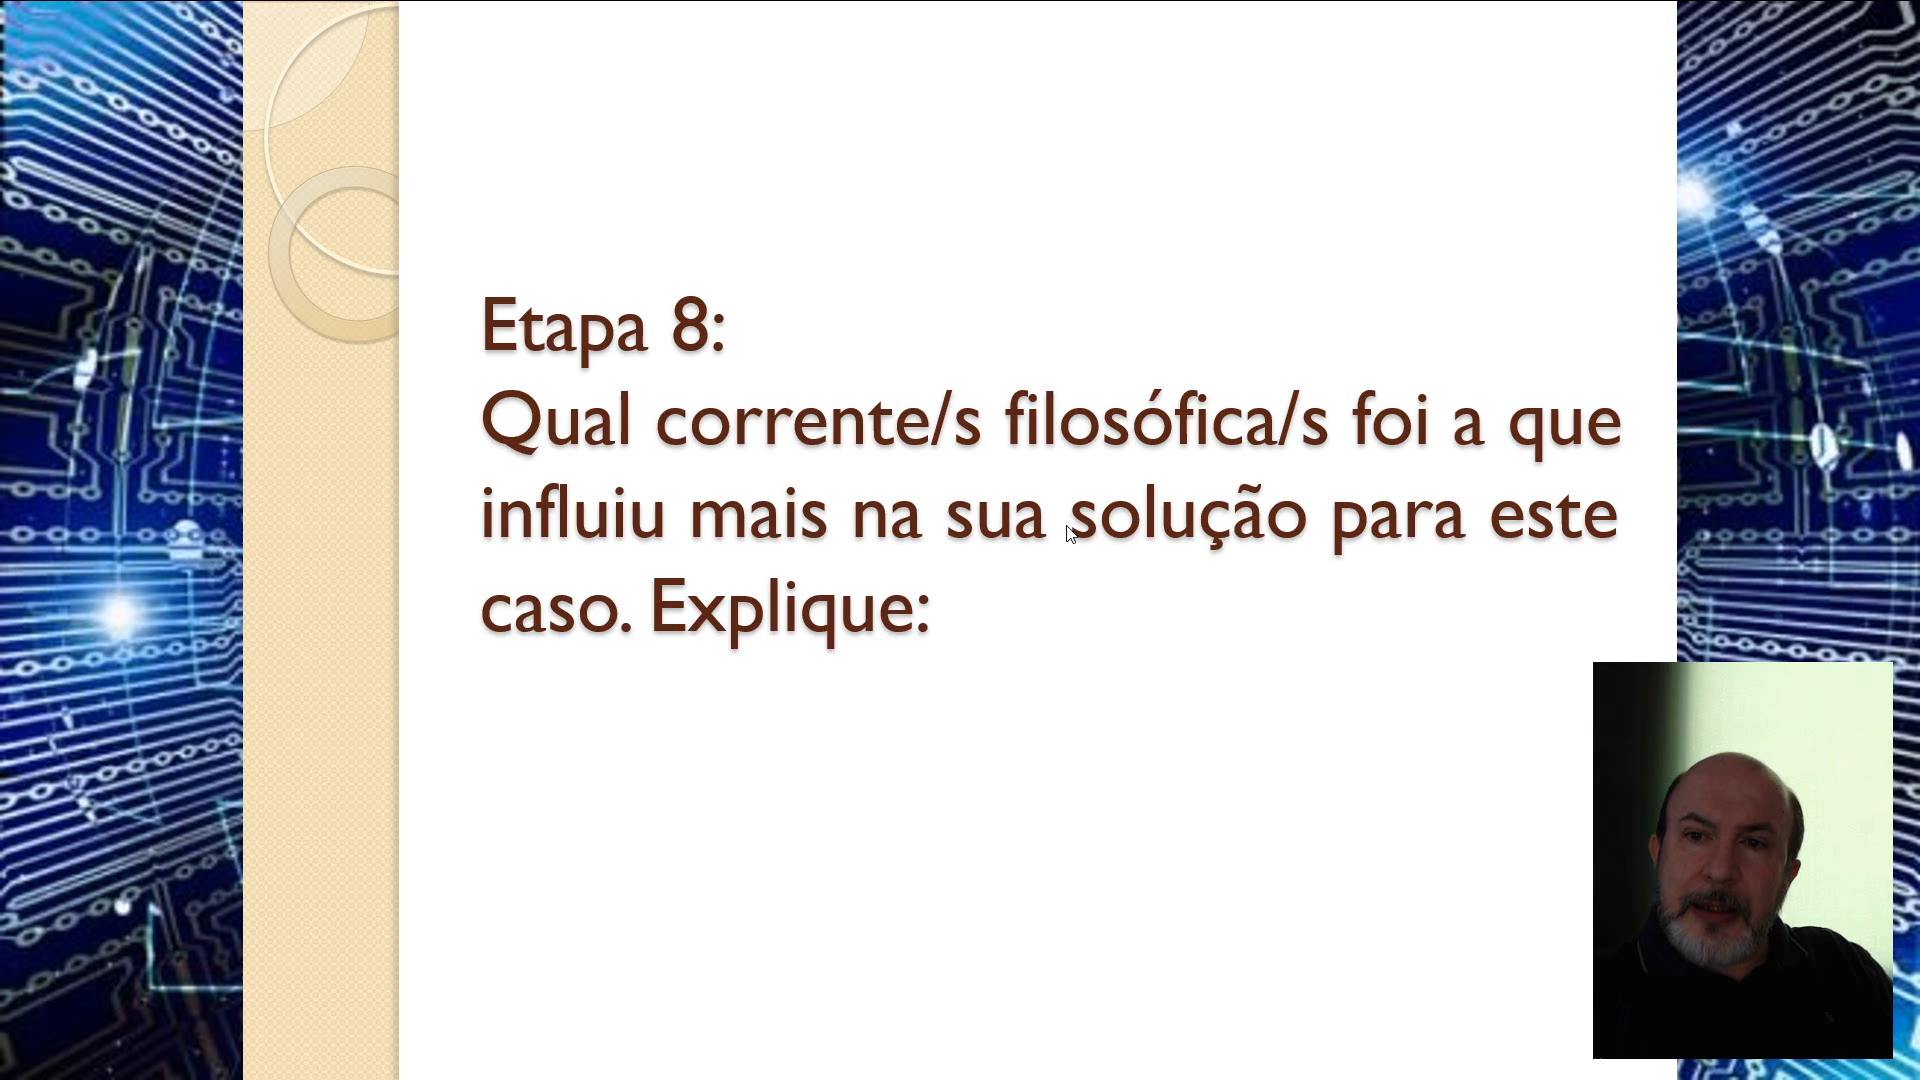 Etapa 8:
Qual corrente/s filosófica/s foi a que
influiu mais na sua solução para este
caso. Explique: